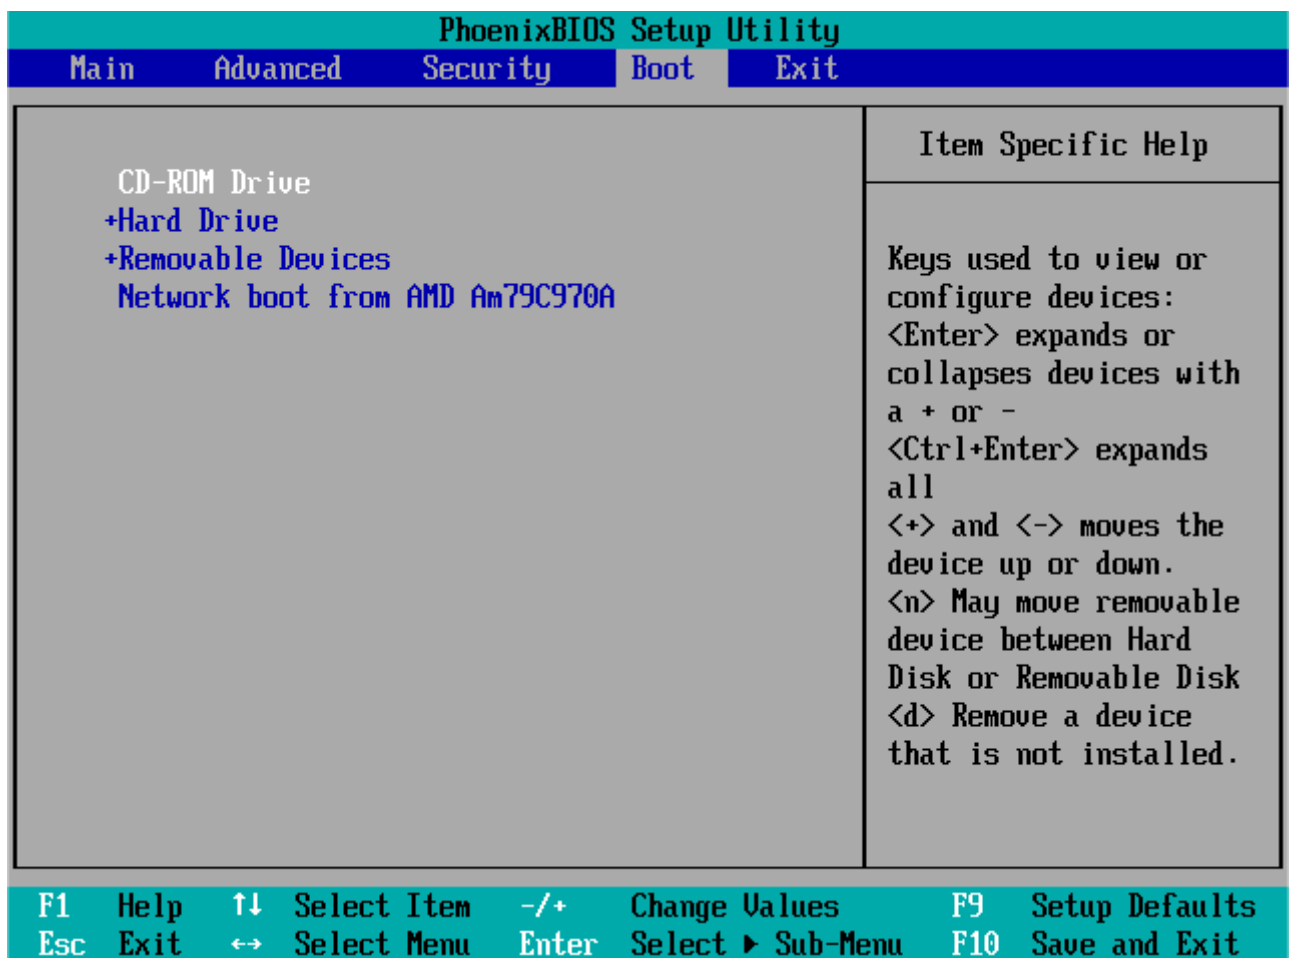 PhoenixBIOS Setup Utility
Main Advanced Security Boot Exit
CD-ROM Drive
+Hard Drive
+Removable Devices
Network boot from AMD Am79C970A
Item Specific Help
Keys used to view or
configure devices:
<Enter> expands or
collapses devices with
a + or -
<Ctrl+Enter> expands
all
<+> and <-> moves the
device up or down.
<n> May move removable
device between Hard
Disk or Removable Disk
<d> Remove a device
that is not installed.
F1 Help ↑↓ Select Item -/+ Change Values F9 Setup Defaults
Esc Exit ↔ Select Menu Enter Select ▶ Sub-Menu F10 Save and Exit